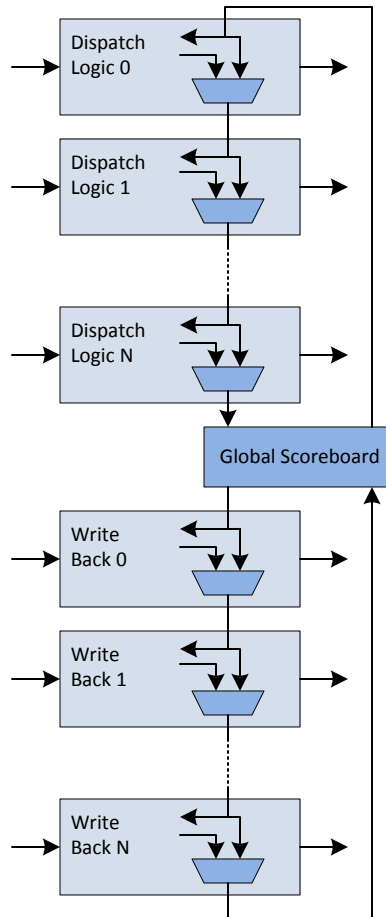 Dispatch
Logic 0
Dispatch
Logic 1
Dispatch
Logic N
Global Scoreboard
Write
Back 0
Write
Back 1
Write
Back N